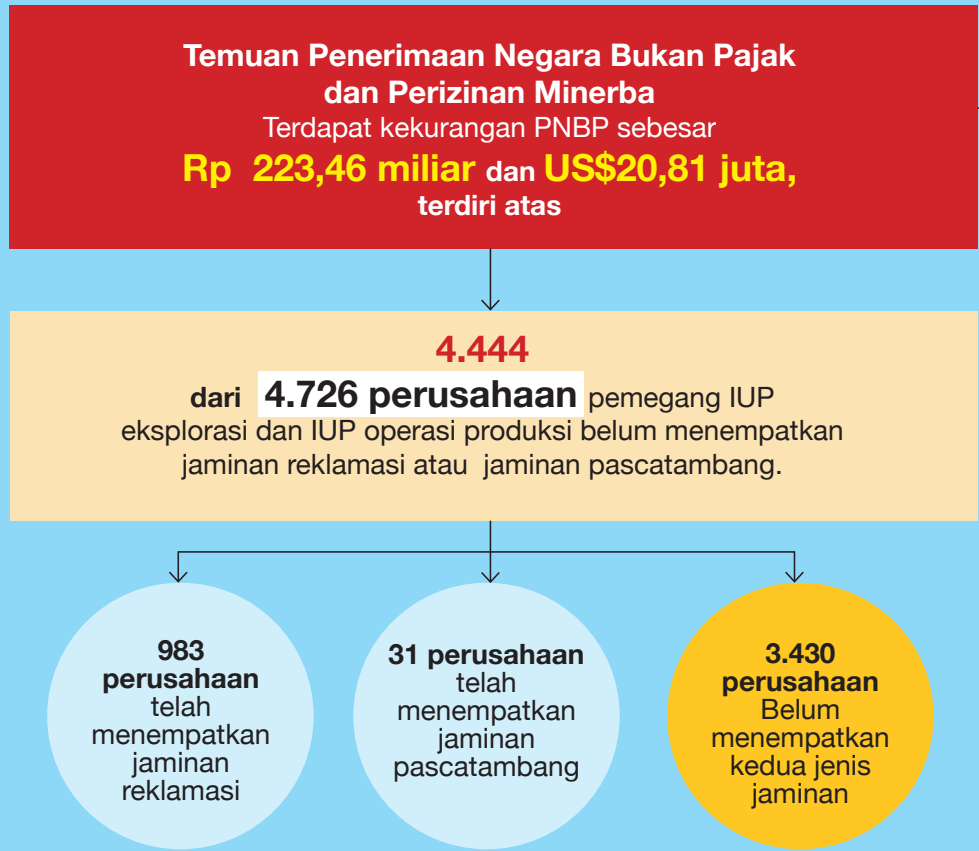 Temuan Penerimaan Negara Bukan Pajak
dan Perizinan Minerba
Terdapat kekurangan PNBP sebesar
Rp 223,46 miliar dan US$20,81 juta,
terdiri atas
4.444
dari 4.726 perusahaan pemegang IUP
eksplorasi dan IUP operasi produksi belum menempatkan
jaminan reklamasi atau jaminan pascatambang.
983
perusahaan
telah
menempatkan
jaminan
reklamasi
31 perusahaan
telah
menempatkan
jaminan
pascatambang
3.430
perusahaan
Belum
menempatkan
kedua jenis
jaminan